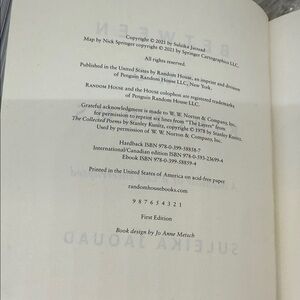 Copyright © 2021 by Suleika Jaouad
Map by Nick Springer copyright © 2021 by Springer Cartographics LLC.
All rights reserved.
Published in the United States by Random House, an imprint and division
of Penguin Random House LLC, New York.
RANDOM HOUSE and the HOUSE colophon are registered trademarks
of Penguin Random House LLC.
Grateful acknowledgment is made to W. W. Norton & Company, Inc.
for permission to reprint six lines from "The Layers" from
The Collected Poems by Stanley Kunitz, copyright © 1978 by Stanley Kunitz.
Used by permission of W. W. Norton & Company, Inc.
Hardback ISBN 978-0-399-58858-7
International/Canadian edition ISBN 978-0-593-23699-4
Ebook ISBN 978-0-399-58859-4
Printed in the United States of America on acid-free paper
randomhousebooks.com
9 8 7 6 5 4 3 2 1
First Edition
Book design by Jo Anne Metsch
BETWEEN
SULEIKA JAOUAD